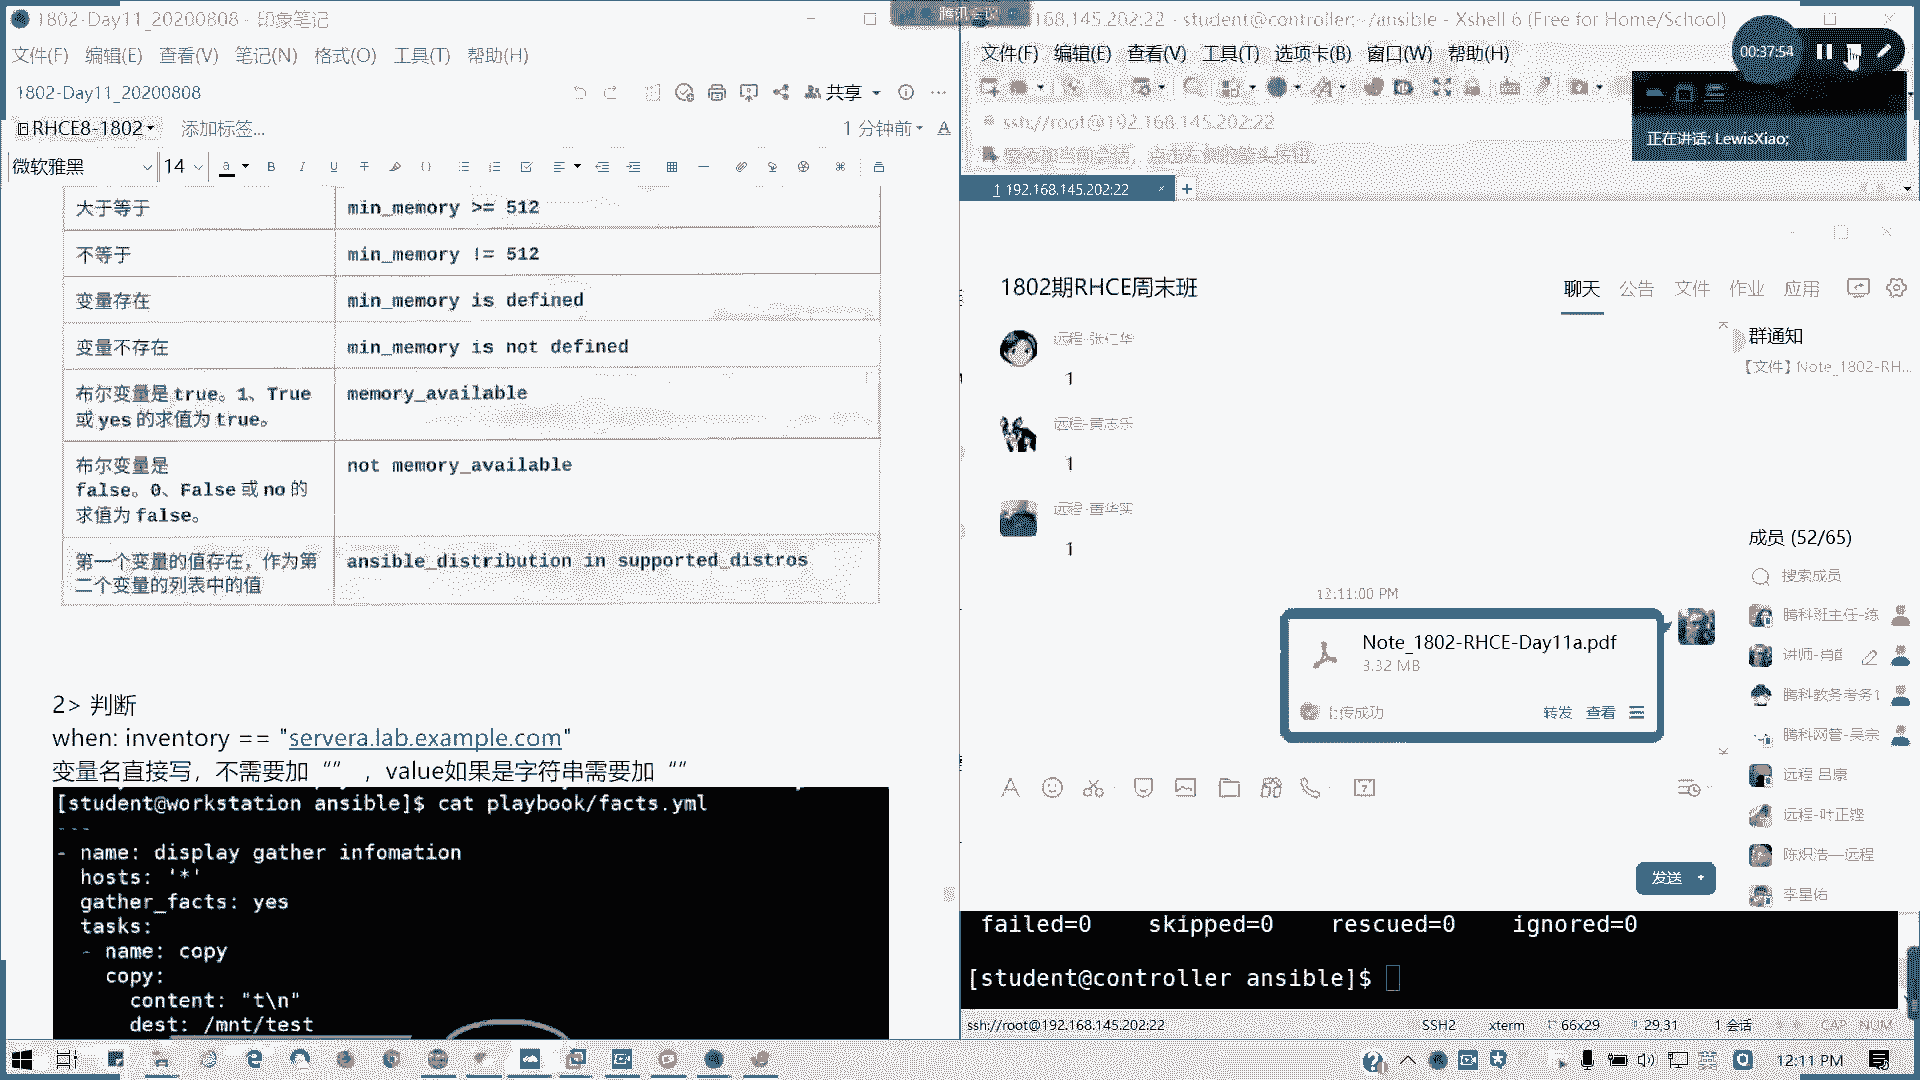 1802-Day11_20200808 - 印象笔记
文件(F) 编辑(E) 查看(V) 笔记(N) 格式(O) 工具(T) 帮助(H)
1802-Day11_20200808
共享
RHCE8-1802
添加标签...
1 分钟前
微软雅黑
14
大于等于 min_memory >= 512
不等于 min_memory != 512
变量存在 min_memory is defined
变量不存在 min_memory is not defined
布尔变量是 true。1、True 或 yes 的求值为 true。 memory_available
布尔变量是 false。0、False 或 no 的求值为 false。 not memory_available
第一个变量的值存在，作为第二个变量的列表中的值 ansible_distribution in supported_distros
2> 判断
when: inventory == "servera.lab.example.com"
变量名直接写，不需要加 “” ，value如果是字符串需要加 “”
[student@workstation ansible]$ cat playbook/facts.yml
---
- name: display gather infomation
hosts: '*'
gather_facts: yes
tasks:
- name: copy
copy:
content: "t\n"
dest: /mnt/test
腾讯会议
168.145.202:22 - student@controller:~/ansible - Xshell 6 (Free for Home/School)
文件(F) 编辑(E) 查看(V) 工具(T) 选项卡(B) 窗口(W) 帮助(H)
00:37:54
正在讲话: LewisXiao;
ssh://root@192.168.145.202:22
1 192.168.145.202:22
1802期RHCE周末班
聊天 公告 文件 作业 应用
1
远程-黄志乐
1
1
12:11:00 PM
Note_1802-RHCE-Day11a.pdf
3.32 MB
上传成功
转发 查看
群通知
【文件】Note_1802-RH...
成员 (52/65)
搜索成员
腾科班主任-练
腾科教务考务
腾科网管-吴宗
远程 吕康
远程-叶正铿
陈炽浩—远程
李星佑
发送
failed=0 skipped=0 rescued=0 ignored=0
[student@controller ansible]$
ssh://root@192.168.145.202:22
SSH2 xterm 66x29 29,31 1 会话 CAP NUM
12:11 PM